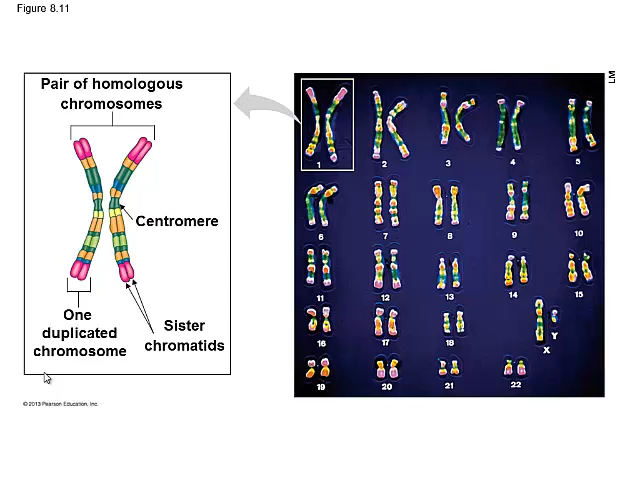 Figure 8.11
Pair of homologous
chromosomes
Centromere
One
duplicated
chromosome
Sister
chromatids
LM
1
2
3
4
5
6
7
8
9
10
11
12
13
14
15
16
17
18
X
Y
19
20
21
22
© 2013 Pearson Education, Inc.